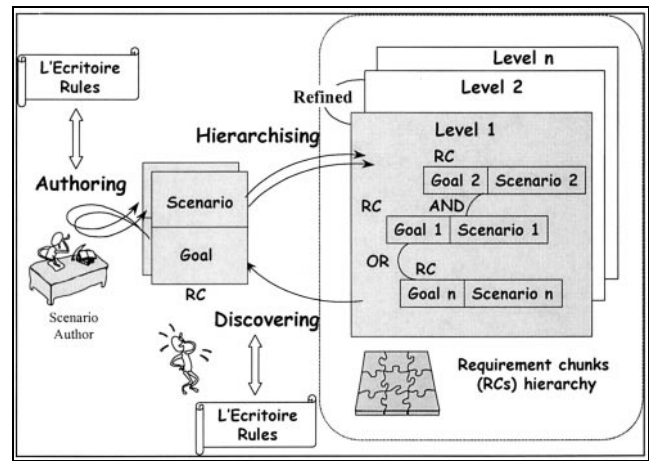 L'Ecritoire
Rules
Level n
Level 2
Refined
Level 1
Hierarchising
RC
Goal 2 Scenario 2
Authoring
Scenario
RC
AND
Goal 1 Scenario 1
Goal
OR
RC
RC
Goal n Scenario n
Scenario
Author
Discovering
Requirement chunks
(RCs) hierarchy
L'Ecritoire
Rules